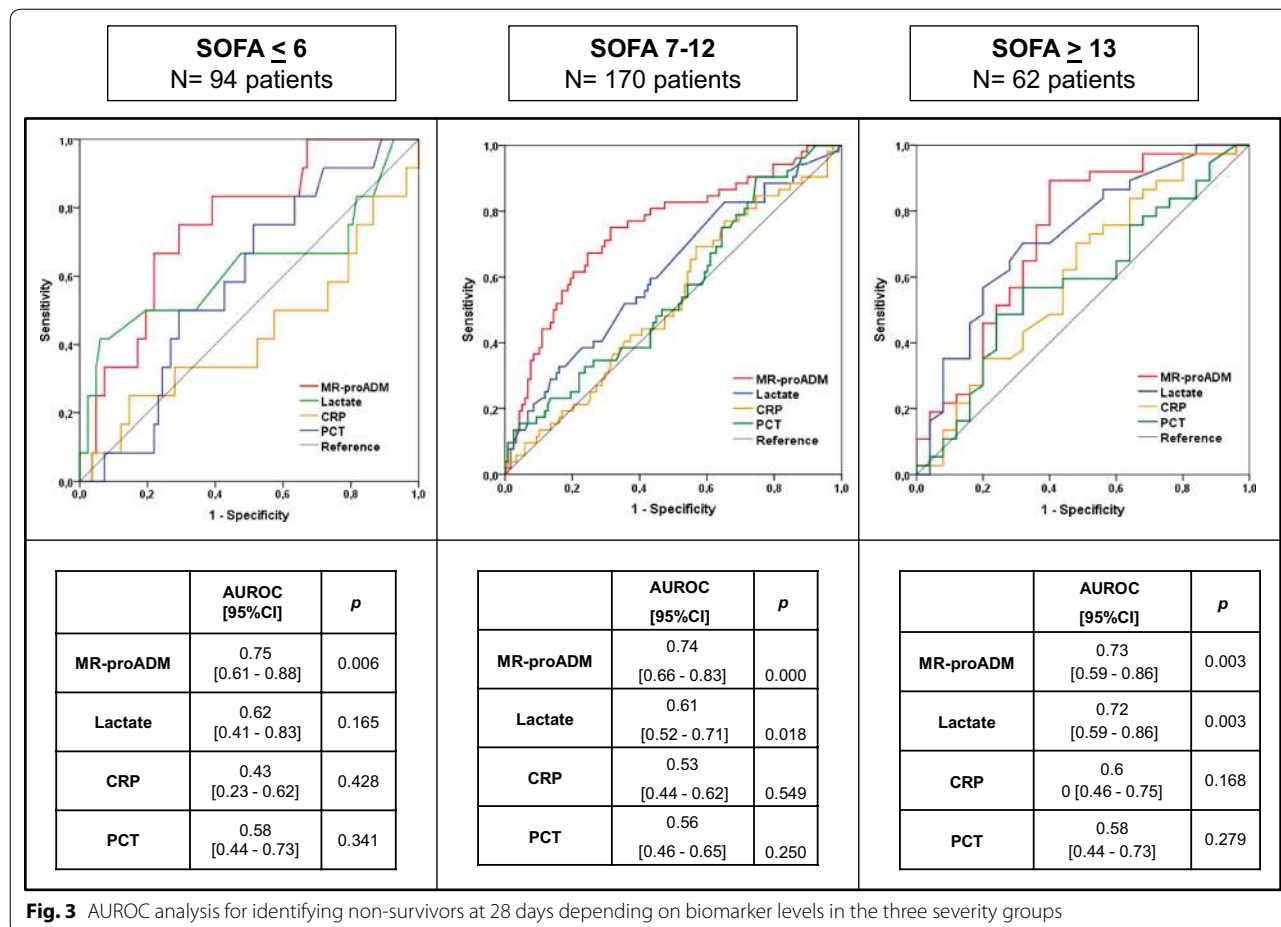 SOFA ≤ 6
N= 94 patients
SOFA 7-12
N= 170 patients
SOFA ≥ 13
N= 62 patients
1,0
0,8
0,6
0,4
0,2
0,0
Sensitivity
MR-proADM
Lactate
CRP
PCT
Reference
0,0 0,2 0,4 0,6 0,8 1,0
1 - Specificity
1,0
0,8
0,6
0,4
0,2
0,0
Sensitivity
MR-proADM
Lactate
CRP
PCT
Reference
0,0 0,2 0,4 0,6 0,8 1,0
1 - Specificity
1,0
0,8
0,6
0,4
0,2
0,0
Sensitivity
MR-proADM
Lactate
CRP
PCT
Reference
0,0 0,2 0,4 0,6 0,8 1,0
1 - Specificity
AUROC
[95%CI]
p
MR-proADM
0.75
[0.61 - 0.88]
0.006
Lactate
0.62
[0.41 - 0.83]
0.165
CRP
0.43
[0.23 - 0.62]
0.428
PCT
0.58
[0.44 - 0.73]
0.341
AUROC
[95%CI]
p
MR-proADM
0.74
[0.66 - 0.83]
0.000
Lactate
0.61
[0.52 - 0.71]
0.018
CRP
0.53
[0.44 - 0.62]
0.549
PCT
0.56
[0.46 - 0.65]
0.250
AUROC
[95%CI]
p
MR-proADM
0.73
[0.59 - 0.86]
0.003
Lactate
0.72
[0.59 - 0.86]
0.003
CRP
0.6
0 [0.46 - 0.75]
0.168
PCT
0.58
[0.44 - 0.73]
0.279
Fig. 3 AUROC analysis for identifying non-survivors at 28 days depending on biomarker levels in the three severity groups